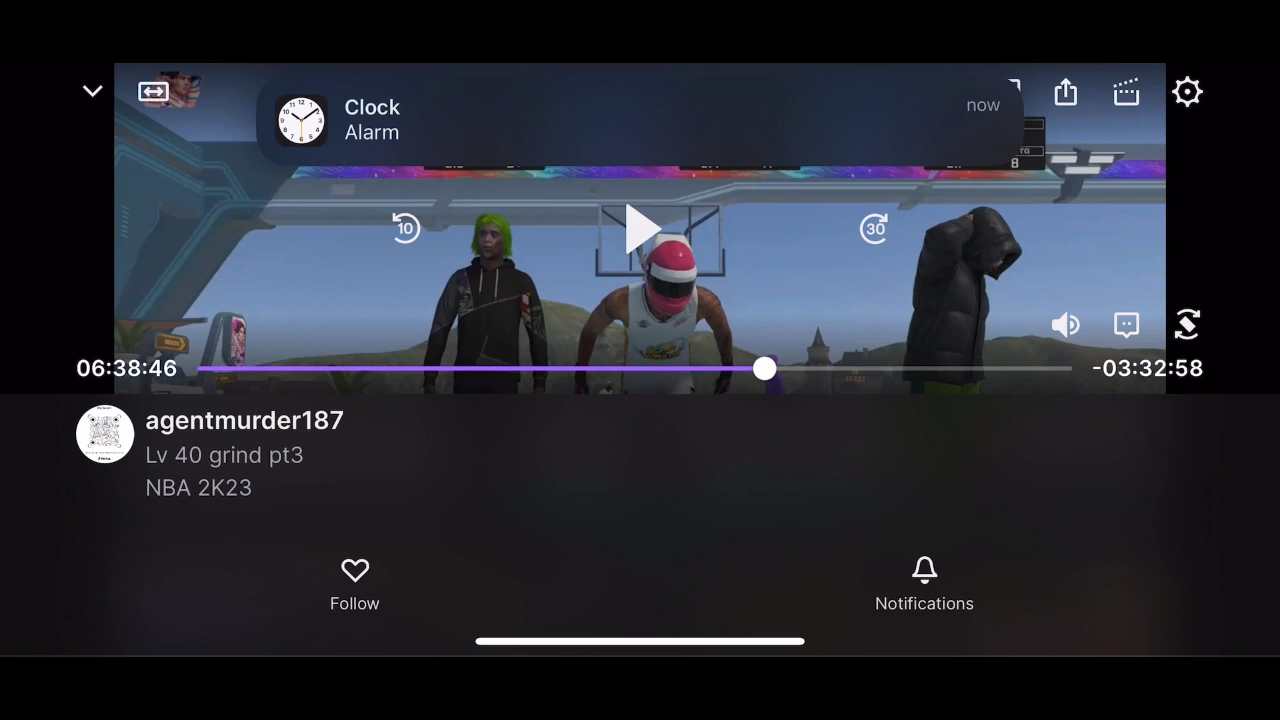 Clock
now
Alarm
10
30
06:38:46
-03:32:58
agentmurder187
Lv 40 grind pt3
NBA 2K23
Follow
Notifications